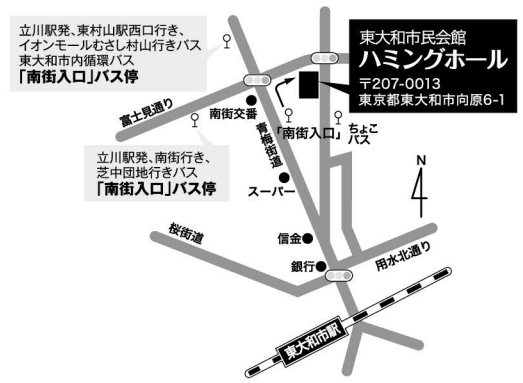 立川駅発、東村山駅西口行き、
イオンモールむさし村山行きバス
東大和市内循環バス
「南街入口」バス停
東大和市民会館
ハミングホール
〒207-0013
東京都東大和市向原6-1
富士見通り
南街交番
「南街入口」
ちょこ
バス
青梅街道
立川駅発、南街行き、
芝中団地行きバス
「南街入口」バス停
スーパー
N
桜街道
信金
銀行
用水北通り
東大和市駅